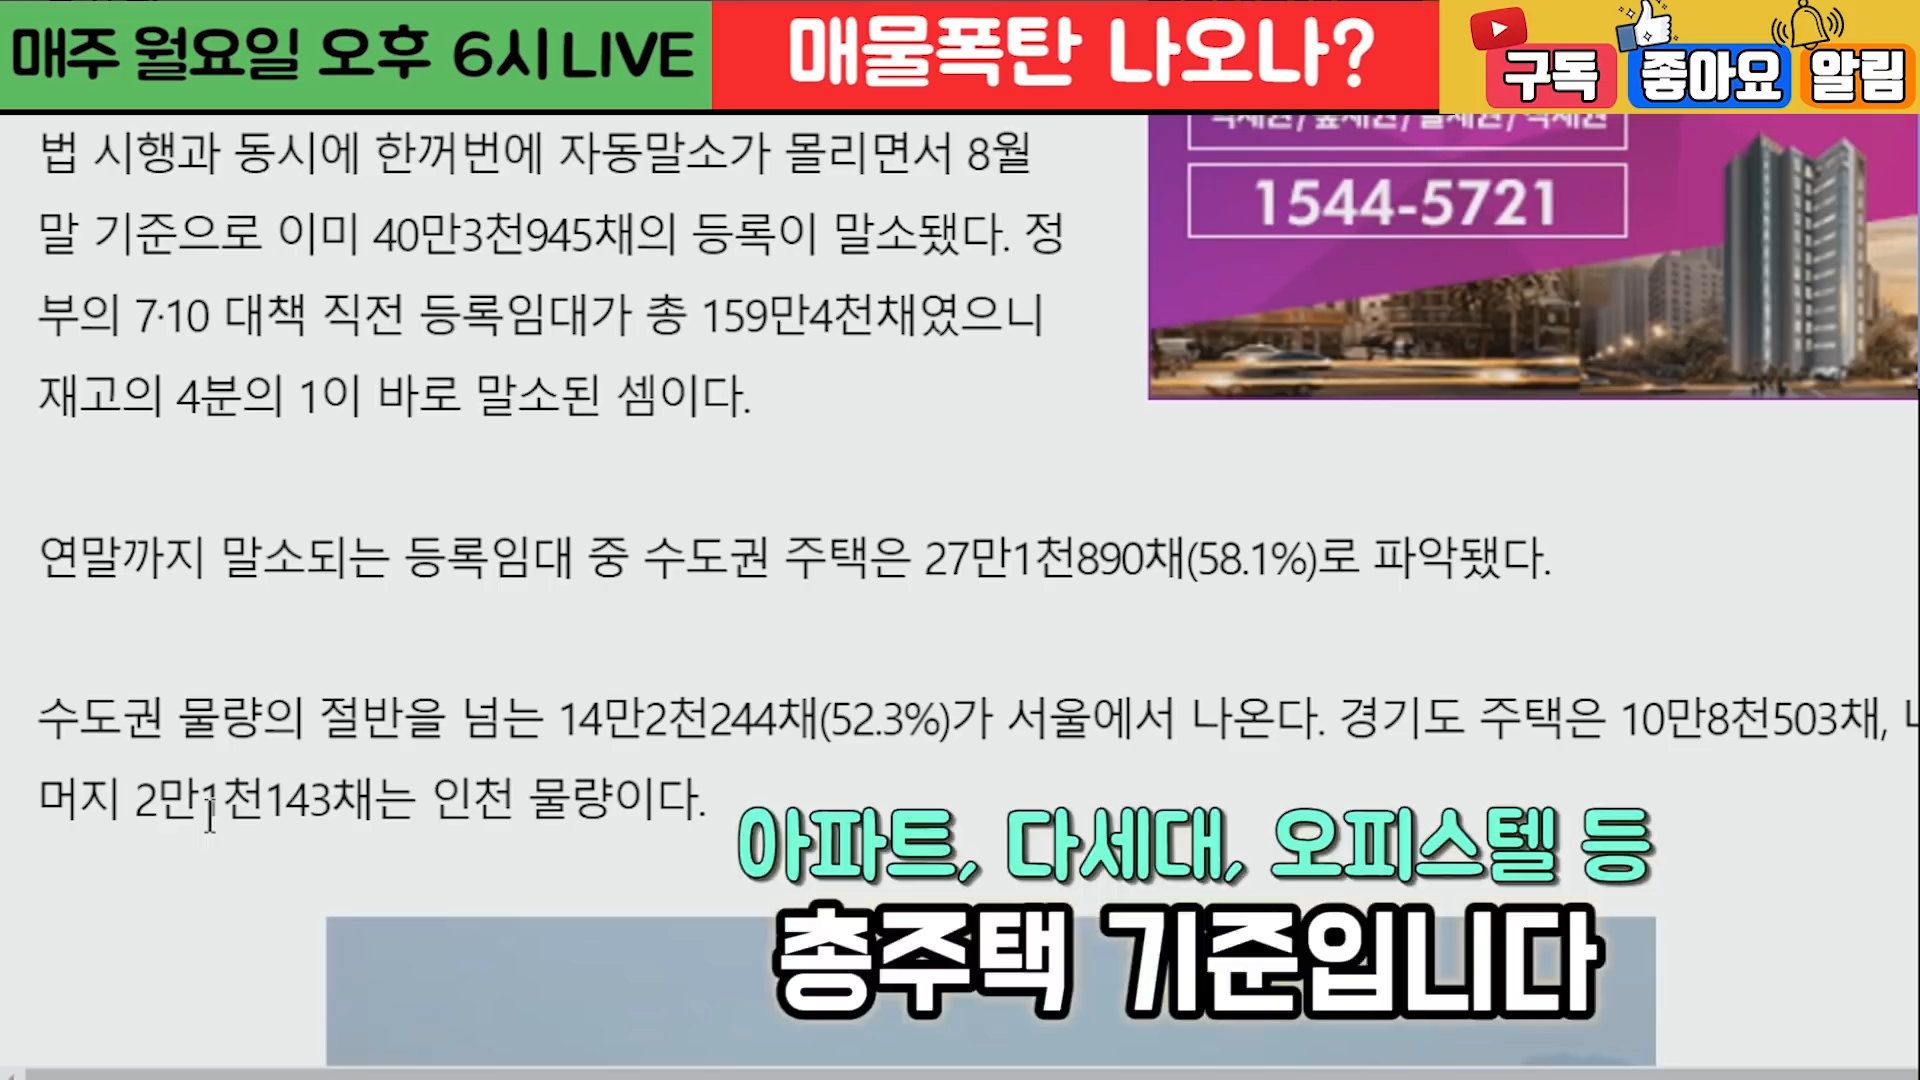 매주 월요일 오후 6시 LIVE
매물폭탄 나오나?
구독 좋아요 알림
법 시행과 동시에 한꺼번에 자동말소가 몰리면서 8월
말 기준으로 이미 40만3천945채의 등록이 말소됐다. 정
부의 7·10 대책 직전 등록임대가 총 159만4천채였으니
재고의 4분의 1이 바로 말소된 셈이다.
1544-5721
연말까지 말소되는 등록임대 중 수도권 주택은 27만1천890채(58.1%)로 파악됐다.
수도권 물량의 절반을 넘는 14만2천244채(52.3%)가 서울에서 나온다. 경기도 주택은 10만8천503채,
머지 2만1천143채는 인천 물량이다.
아파트, 다세대, 오피스텔 등
총주택 기준입니다